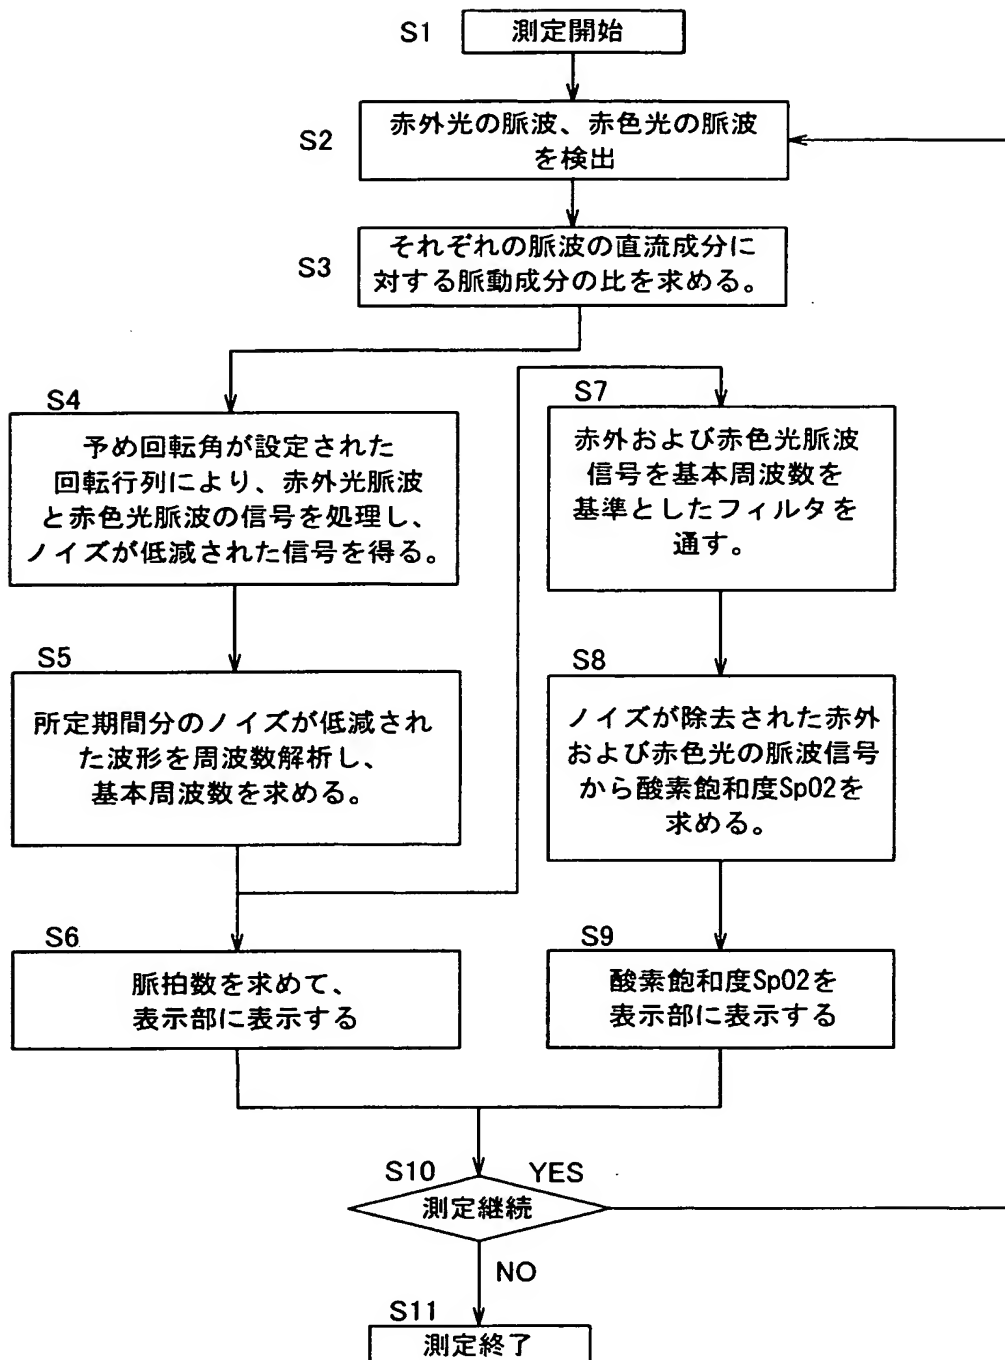 S1
測定開始
S2
赤外光の脈波、赤色光の脈波
を検出
S3
それぞれの脈波の直流成分に
対する脈動成分の比を求める。
S4
予め回転角が設定された
回転行列により、赤外光脈波
と赤色光脈波の信号を処理し、
ノイズが低減された信号を得る。
S5
所定期間分のノイズが低減され
た波形を周波数解析し、
基本周波数を求める。
S6
脈拍数を求めて、
表示部に表示する
S7
赤外および赤色光脈波
信号を基本周波数を
基準としたフィルタを
通す。
S8
ノイズが除去された赤外
および赤色光の脈波信号
から酸素飽和度SpO2を
求める。
S9
酸素飽和度SpO2を
表示部に表示する
S10
YES
測定継続
NO
S11
測定終了